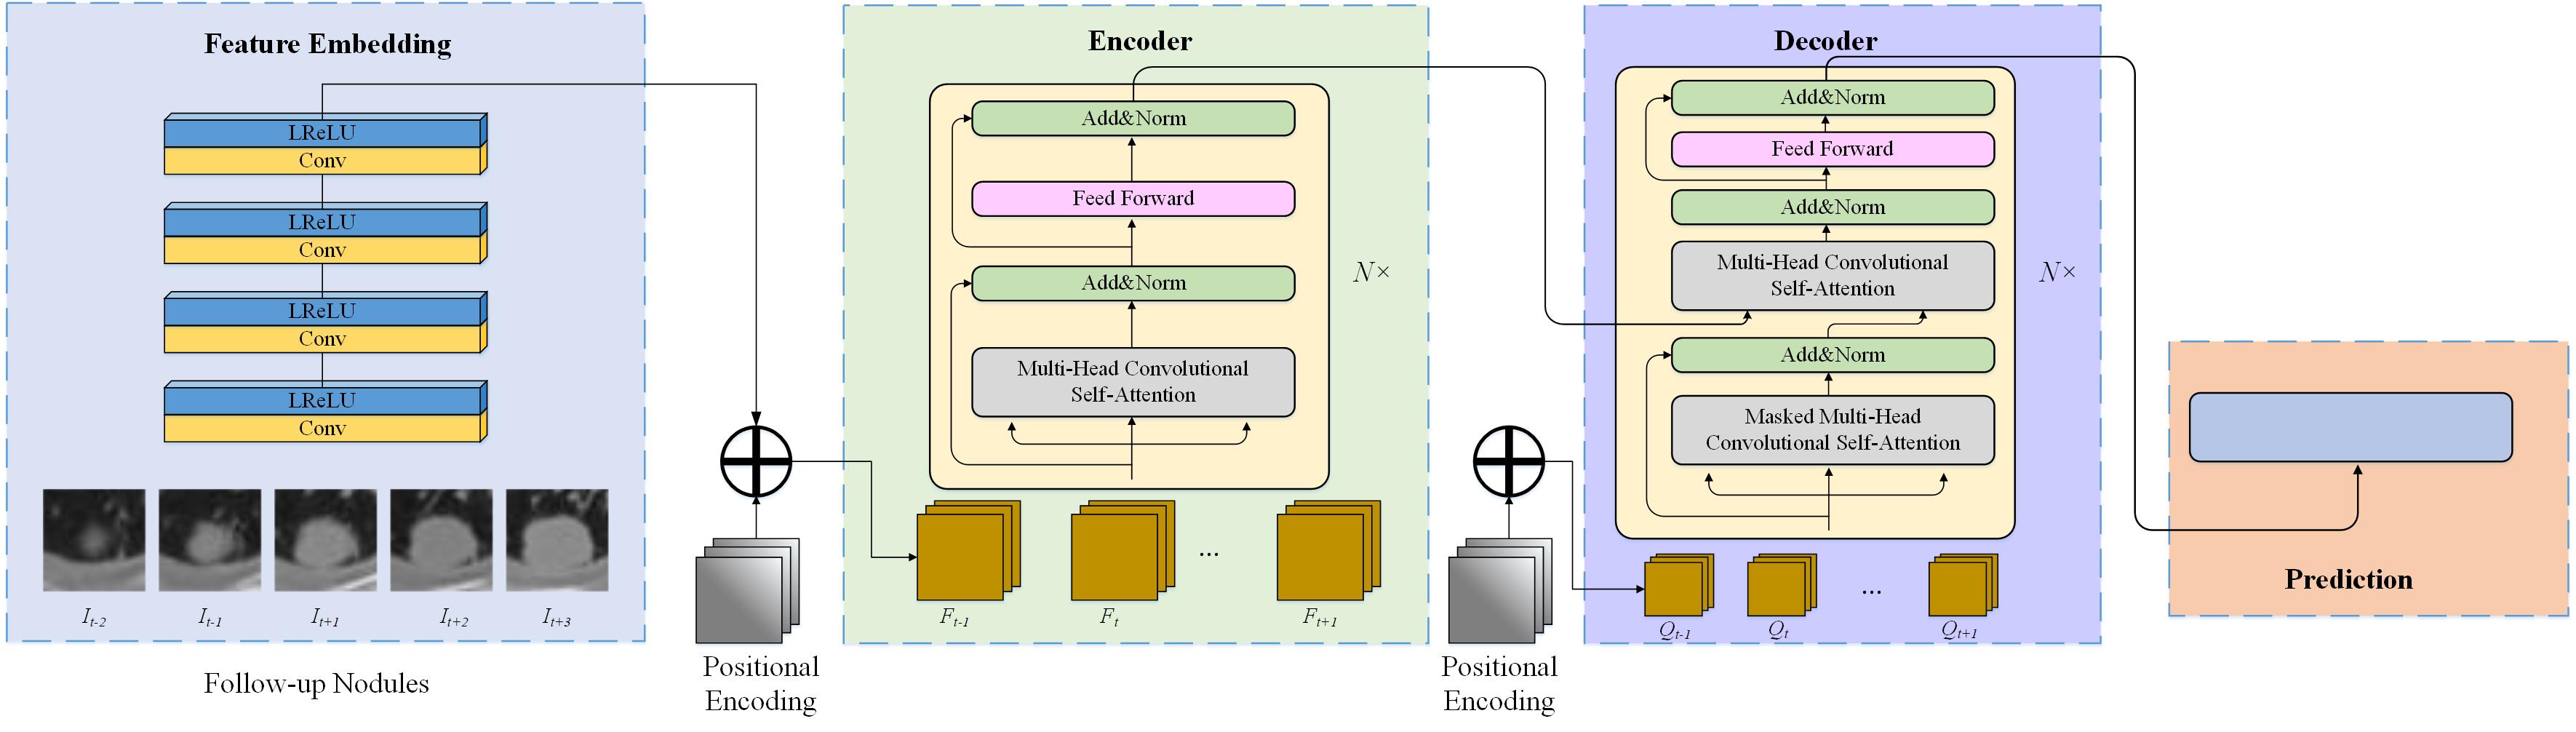 Feature Embedding
LReLU
Conv
LReLU
Conv
LReLU
Conv
LReLU
Conv
I_{t-2}
I_{t-1}
I_{t+1}
I_{t+2}
I_{t+3}
Follow-up Nodules
Positional
Encoding
Encoder
Add&Norm
Feed Forward
Add&Norm
Multi-Head Convolutional
Self-Attention
N×
F_{t-1}
F_t
...
F_{t+1}
Positional
Encoding
Decoder
Add&Norm
Feed Forward
Add&Norm
Multi-Head Convolutional
Self-Attention
Add&Norm
Masked Multi-Head
Convolutional Self-Attention
N×
Q_{t-1}
Q_t
...
Q_{t+1}
Prediction